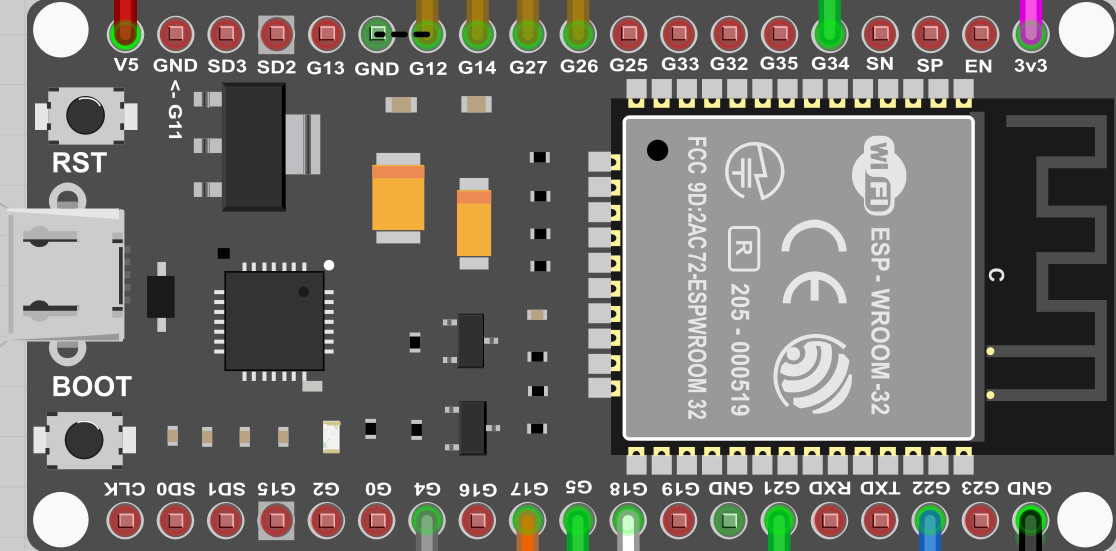 V5 GND SD3 SD2 G13 GND G12 G14 G27 G26 G25 G33 G32 G35 G34 SN SP EN 3v3
<- G11
RST
BOOT
FCC 9D:2AC72-ESPWROOM 32
R 205 - 000519
WiFi ESP - WROOM -32
CE
C
CLK SD0 SD1 G15 G2 G0 G4 G16 G17 G5 G18 G19 GND G21 RXD TXD G22 G23 GND